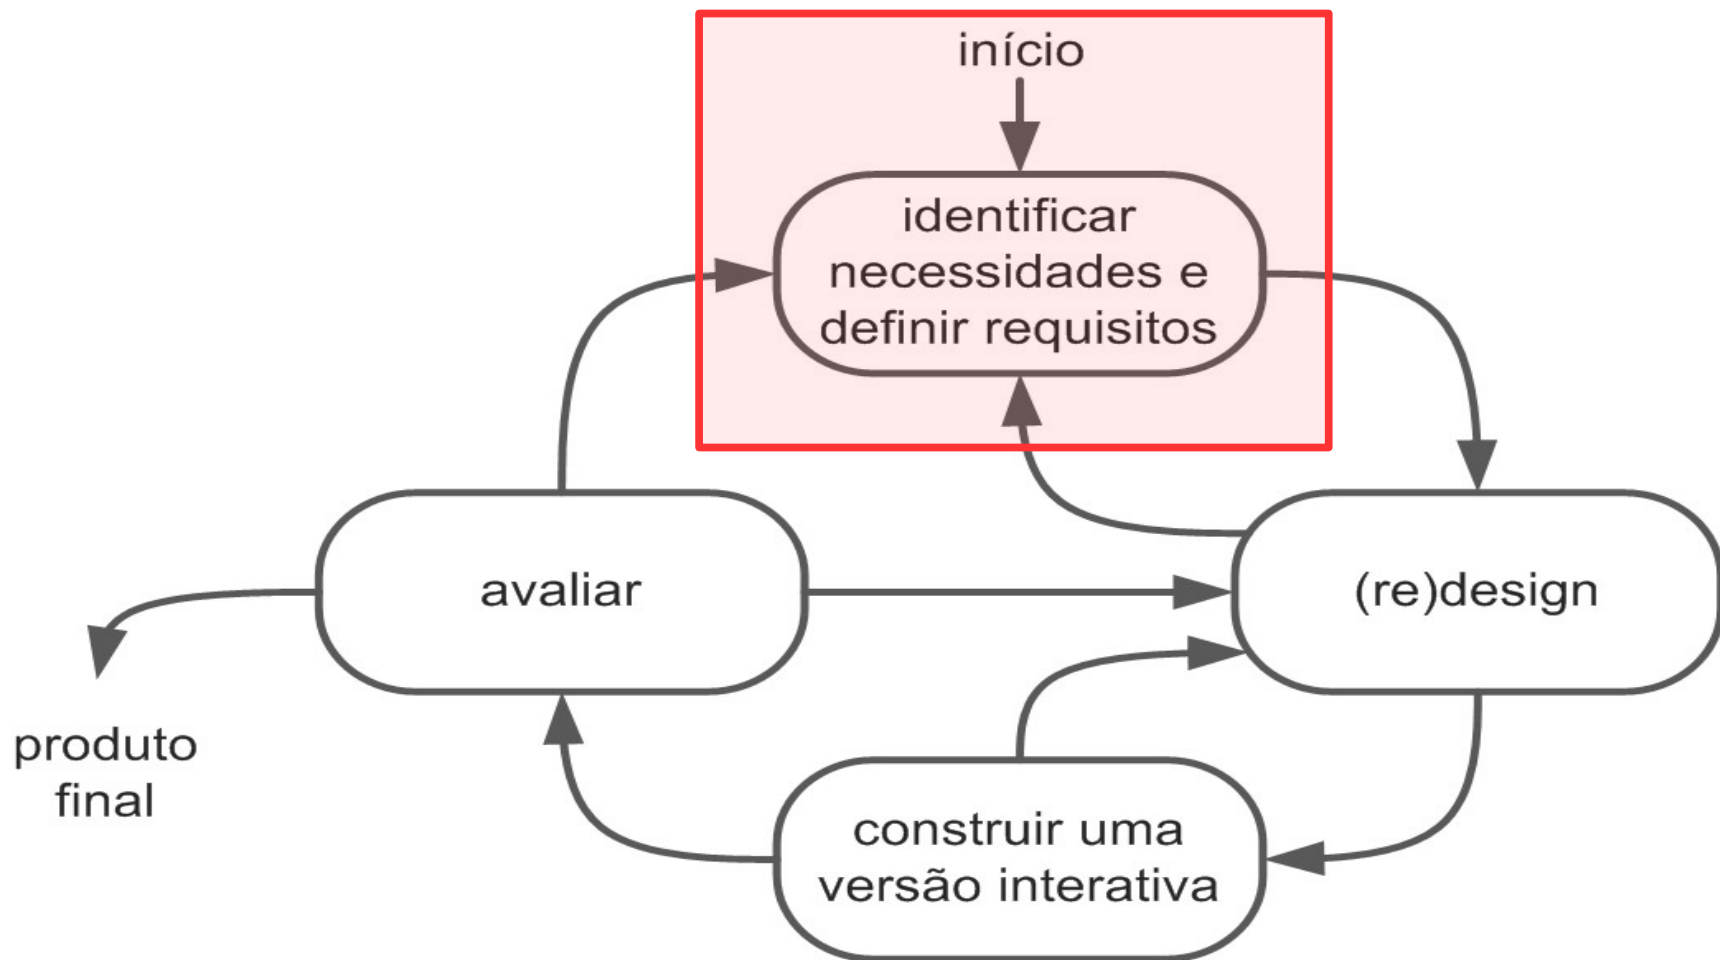 início
identificar
necessidades e
definir requisitos
avaliar
(re)design
produto
final
construir uma
versão interativa